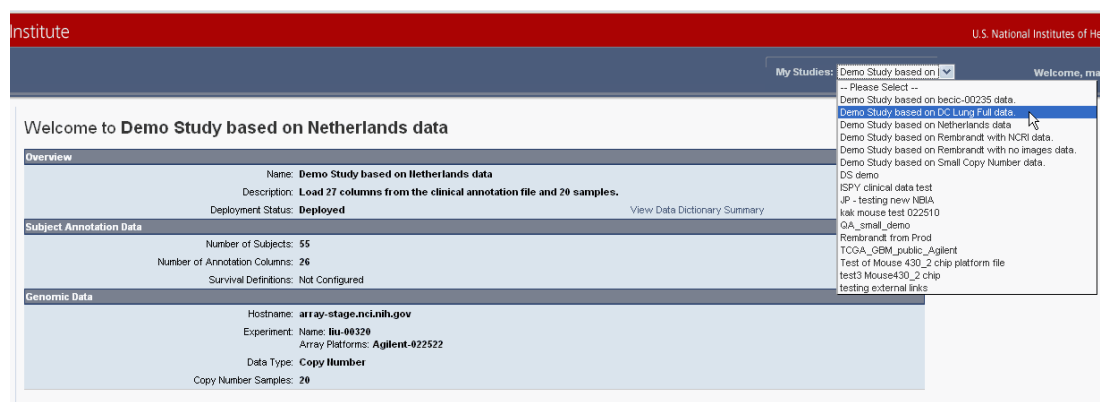 Institute
U.S. National Institutes of He
My Studies: Demo Study based on
Welcome, ma
-- Please Select --
Demo Study based on becic-00235 data.
Demo Study based on DC Lung Full data.
Demo Study based on Netherlands data
Demo Study based on Rembrandt with NCRI data.
Demo Study based on Rembrandt with no images data.
Demo Study based on Small Copy Number data.
DS demo
ISPY clinical data test
JP - testing new NBIA
kak mouse test 022510
QA_small_demo
Rembrandt from Prod
TCGA_GBM_public_Agilent
Test of Mouse 430_2 chip platform file
test3 Mouse430_2 chip
testing external links
Welcome to Demo Study based on Netherlands data
Overview
Name: Demo Study based on Netherlands data
Description: Load 27 columns from the clinical annotation file and 20 samples.
Deployment Status: Deployed View Data Dictionary Summary
Subject Annotation Data
Number of Subjects: 55
Number of Annotation Columns: 26
Survival Definitions: Not Configured
Genomic Data
Hostname: array-stage.nci.nih.gov
Experiment: Name: liu-00320
Array Platforms: Agilent-022522
Data Type: Copy Number
Copy Number Samples: 20